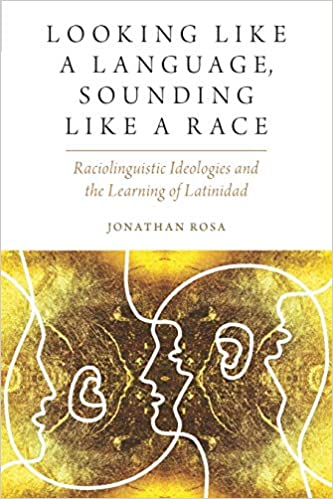 LOOKING LIKE
A LANGUAGE,
SOUNDING
LIKE A RACE
Raciolinguistic Ideologies and
the Learning of Latinidad
JONATHAN ROSA